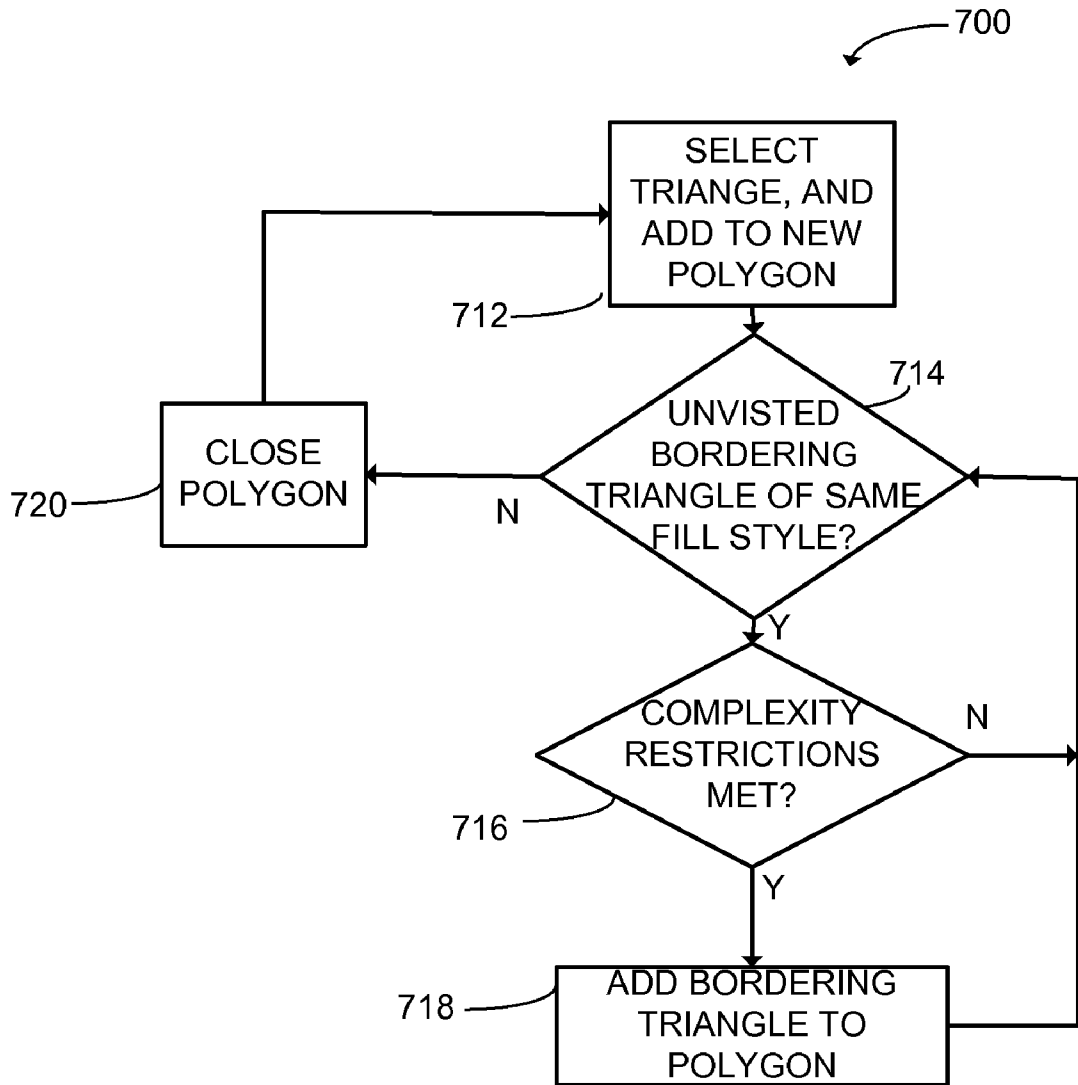 700
SELECT
TRIANGE, AND
ADD TO NEW
POLYGON
712
714
UNVISTED
BORDERING
TRIANGLE OF SAME
FILL STYLE?
CLOSE
POLYGON
720
N
Y
COMPLEXITY
RESTRICTIONS
MET?
N
716
Y
ADD BORDERING
TRIANGLE TO
POLYGON
718